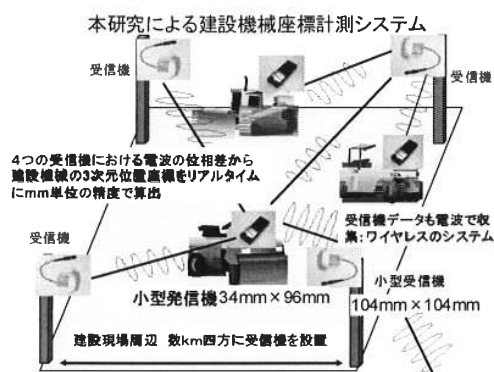 本研究による建設機械座標計測システム
受信機
受信機
4つの受信機における電波の位相差から
建設機械の3次元位置座標をリアルタイム
にmm単位の精度で算出
受信機データも電波で収
集：ワイヤレスのシステム
受信機
小型発信機34mm×96mm
小型受信機
104mm×104mm
建設現場周辺 数km四方に受信機を設置